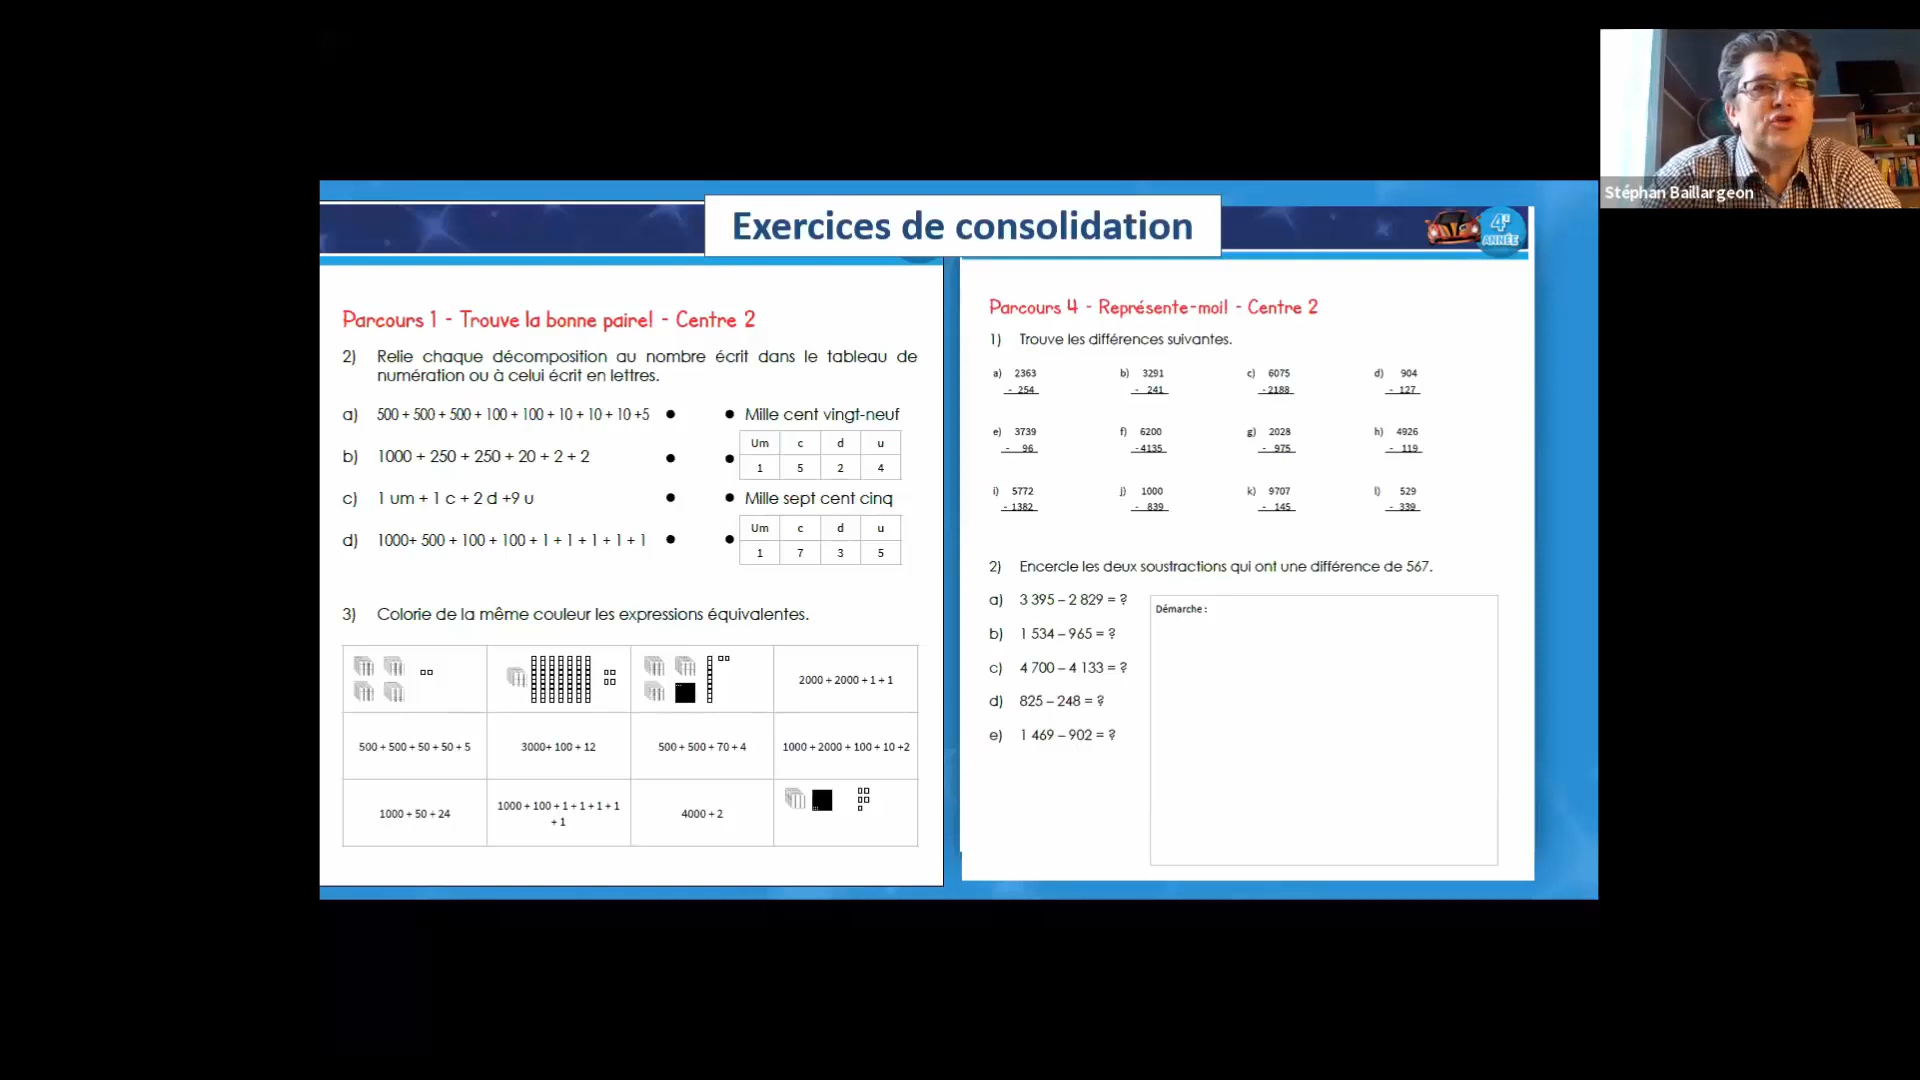 Exercices de consolidation
4e
ANNÉE
Stéphan Baillargeon
Parcours 1 - Trouve la bonne paire! - Centre 2
2) Relie chaque décomposition au nombre écrit dans le tableau de
numération ou à celui écrit en lettres.
a) 500 + 500 + 500 + 100 + 100 + 10 + 10 + 10 +5 • • Mille cent vingt-neuf
b) 1000 + 250 + 250 + 20 + 2 + 2 • •
Um c d u
1 5 2 4
c) 1 um + 1 c + 2 d +9 u • • Mille sept cent cinq
d) 1000+ 500 + 100 + 100 + 1 + 1 + 1 + 1 + 1 • •
Um c d u
1 7 3 5
3) Colorie de la même couleur les expressions équivalentes.
2000 + 2000 + 1 + 1
500 + 500 + 50 + 50 + 5 3000+ 100 + 12 500 + 500 + 70 + 4 1000 + 2000 + 100 + 10 +2
1000 + 50 + 24 1000 + 100 + 1 + 1 + 1 + 1 4000 + 2
+ 1
Parcours 4 - Représente-moi! - Centre 2
1) Trouve les différences suivantes.
a) 2363 b) 3291 c) 6075 d) 904
- 254 - 241 -2188 - 127
e) 3739 f) 6200 g) 2028 h) 4926
- 96 -4135 - 975 - 119
i) 5772 j) 1000 k) 9707 l) 529
- 1382 - 839 - 145 - 339
2) Encercle les deux soustractions qui ont une différence de 567.
a) 3 395 – 2 829 = ?
Démarche :
b) 1 534 – 965 = ?
c) 4 700 – 4 133 = ?
d) 825 – 248 = ?
e) 1 469 – 902 = ?